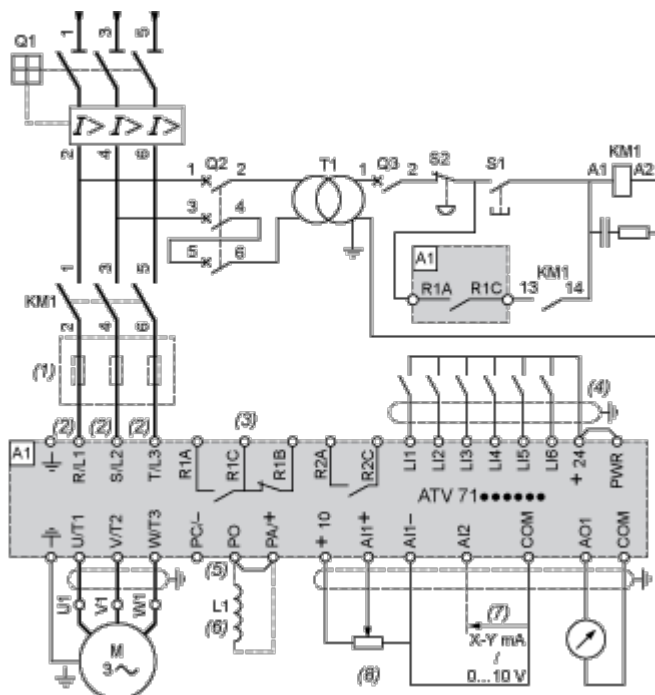 1 3 5
Q1
I> I> I>
2 4 6
1 Q2 2 T1 1 Q3 2 S2 S1 KM1
A1 A2
3 4
5 6
A1
R1A R1C 13 KM1 14
1 3 5
KM1
2 4 6
(1)
(2) (2) (2) (3) (4)
A1
R/L1 S/L2 T/L3 R1A R1C R1B R2A R2C LI1 LI2 LI3 LI4 LI5 LI6 +24 PWR
ATV 71●●●●●●
U/T1 V/T2 W/T3 PC/- PO PA/+ +10 AI1+ AI1- AI2 COM AO1 COM
(5)
U1 V1 W1
L1
(6)
(7)
X-Y mA
/
0...10 V
(8)
M
3~